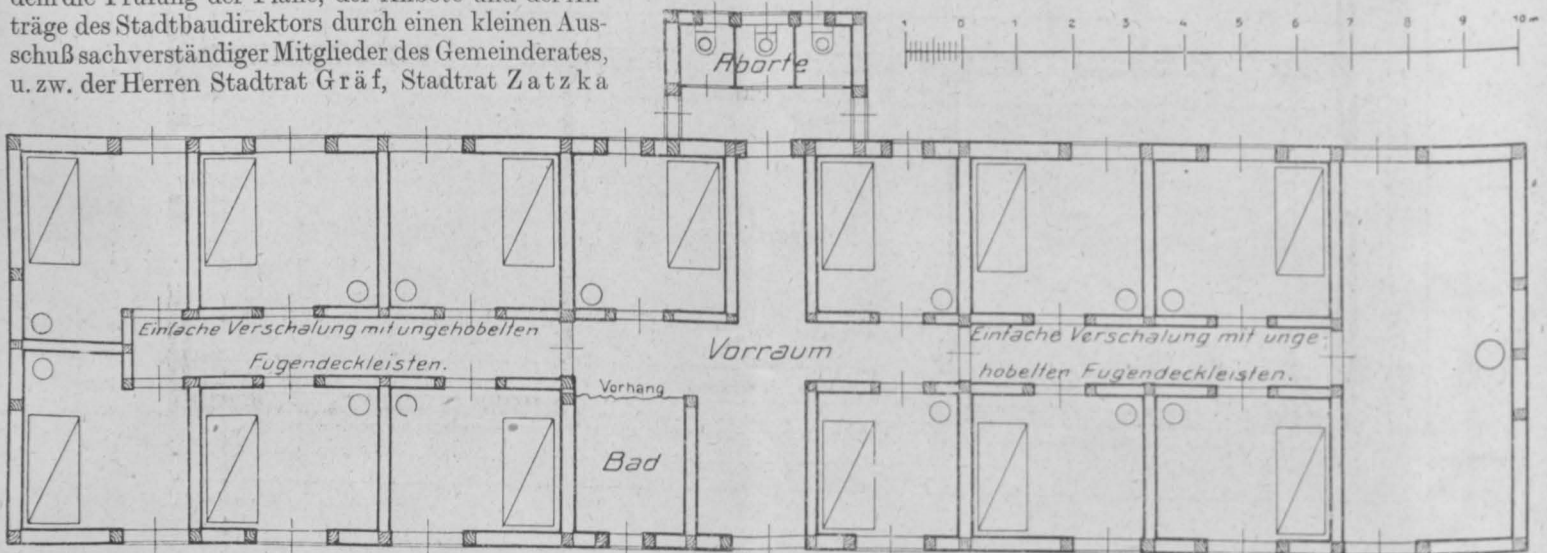 träge des Stadtbaudirektors durch einen kleinen Aus-
schuß sachverständiger Mitglieder des Gemeinderates,
u. zw. der Herren Stadtrat Gräf, Stadtrat Zatzka
1 0 1 2 3 4 5 6 7 8 9 10 m
Aborte
Einfache Verschalung mit ungehobelten
Fugendeckleisten.
Vorraum
Einfache Verschalung mit unge-
hobelten Fugendeckleisten.
Vorhang
Bad